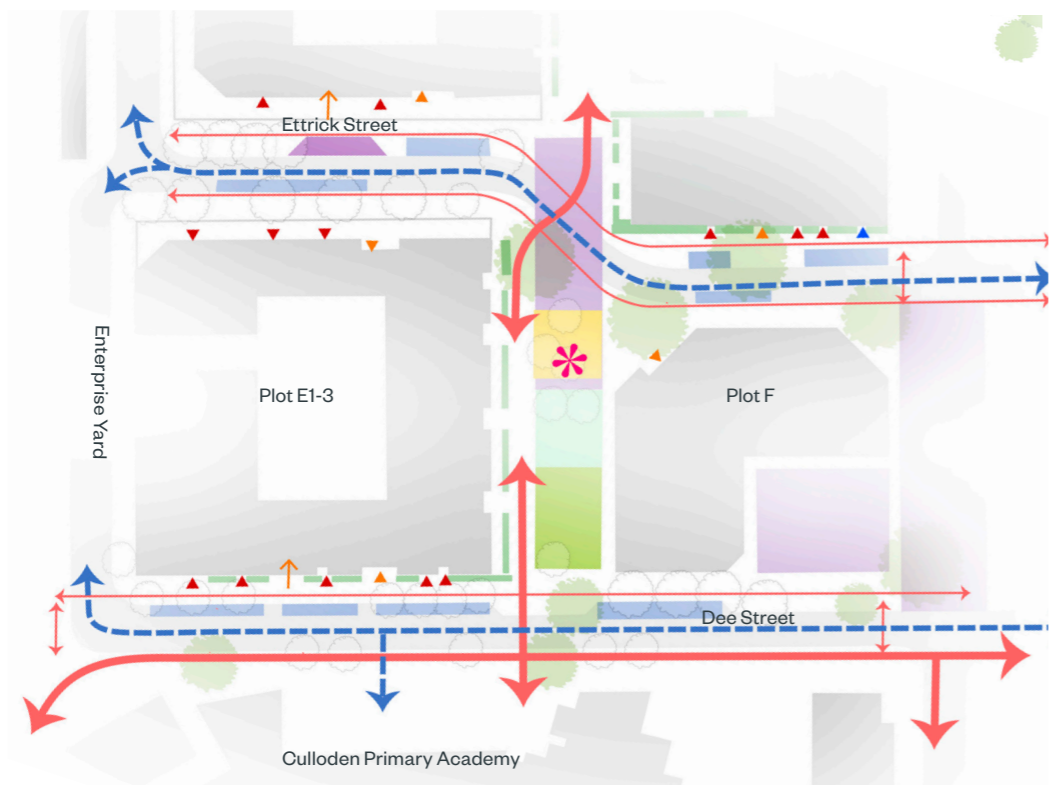 Ettrick Street
Enterprise Yard
Plot E1-3
Plot F
Dee Street
Culloden Primary Academy